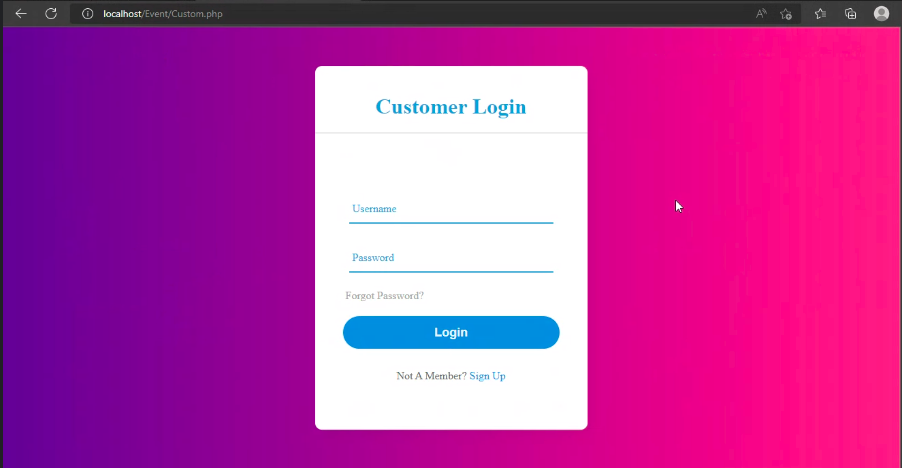 localhost/Event/Custom.php
Customer Login
Username
Password
Forgot Password?
Login
Not A Member? Sign Up